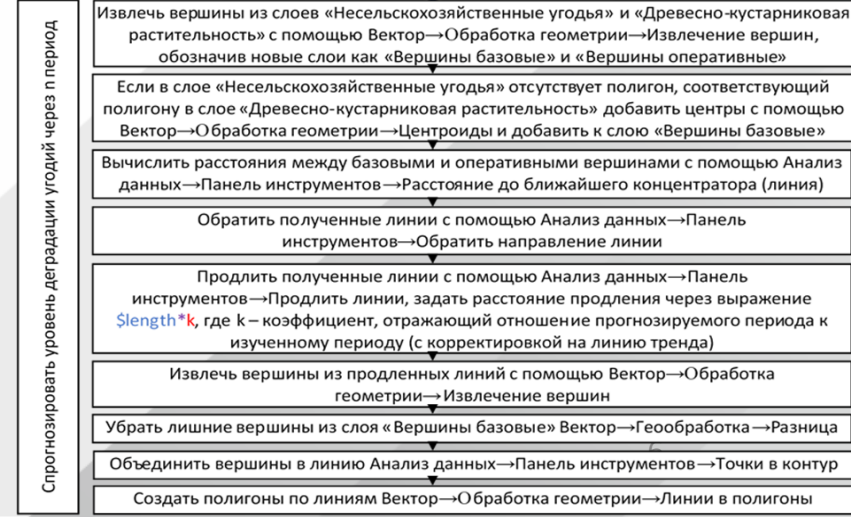 Спрогнозировать уровень деградации угодий через n период
Извлечь вершины из слоев «Несельскохозяйственные угодья» и «Древесно-кустарниковая
растительность» с помощью Вектор→Обработка геометрии→Извлечение вершин,
обозначив новые слои как «Вершины базовые» и «Вершины оперативные»
Если в слое «Несельскохозяйственные угодья» отсутствует полигон, соответствующий
полигону в слое «Древесно-кустарниковая растительность» добавить центры с помощью
Вектор→Обработка геометрии→Центроиды и добавить к слою «Вершины базовые»
Вычислить расстояния между базовыми и оперативными вершинами с помощью Анализ
данных→Панель инструментов→Расстояние до ближайшего концентратора (линия)
Обратить полученные линии с помощью Анализ данных→Панель
инструментов→Обратить направление линии
Продлить полученные линии с помощью Анализ данных→Панель
инструментов→Продлить линии, задать расстояние продления через выражение
$length*k, где k – коэффициент, отражающий отношение прогнозируемого периода к
изученному периоду (с корректировкой на линию тренда)
Извлечь вершины из продленных линий с помощью Вектор→Обработка
геометрии→Извлечение вершин
Убрать лишние вершины из слоя «Вершины базовые» Вектор→Геообработка→Разница
Объединить вершины в линию Анализ данных→Панель инструментов→Точки в контур
Создать полигоны по линиям Вектор→Обработка геометрии→Линии в полигоны